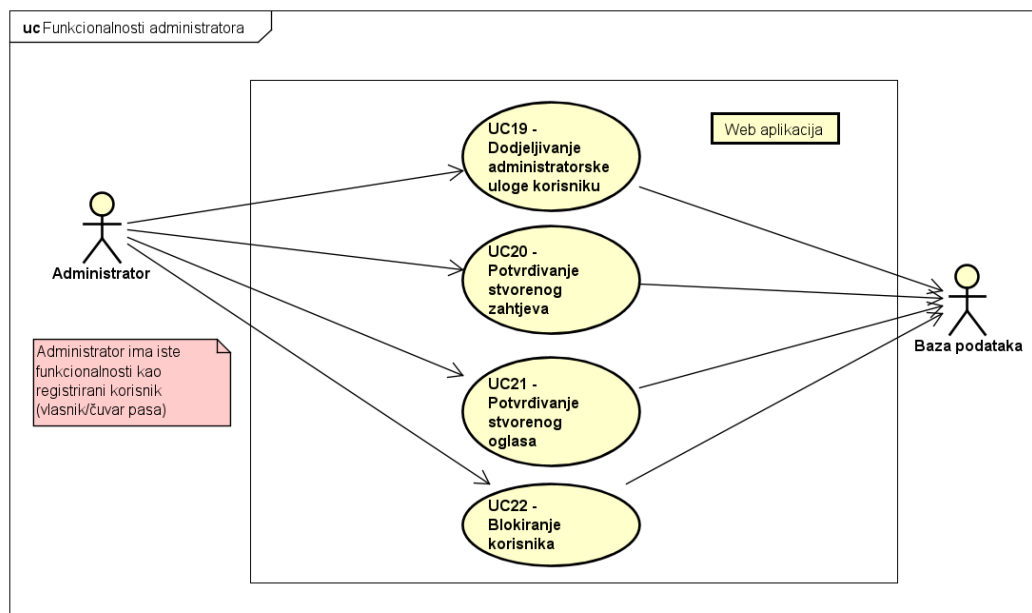 uc Funkcionalnosti administratora
Web aplikacija
UC19 -
Dodjeljivanje
administratorske
uloge korisniku
UC20 -
Potvrđivanje
stvorenog
zahtjeva
Administrator
Baza podataka
Administrator ima iste
funkcionalnosti kao
registrirani korisnik
(vlasnik/čuvar pasa)
UC21 -
Potvrđivanje
stvorenog
oglasa
UC22 -
Blokiranje
korisnika